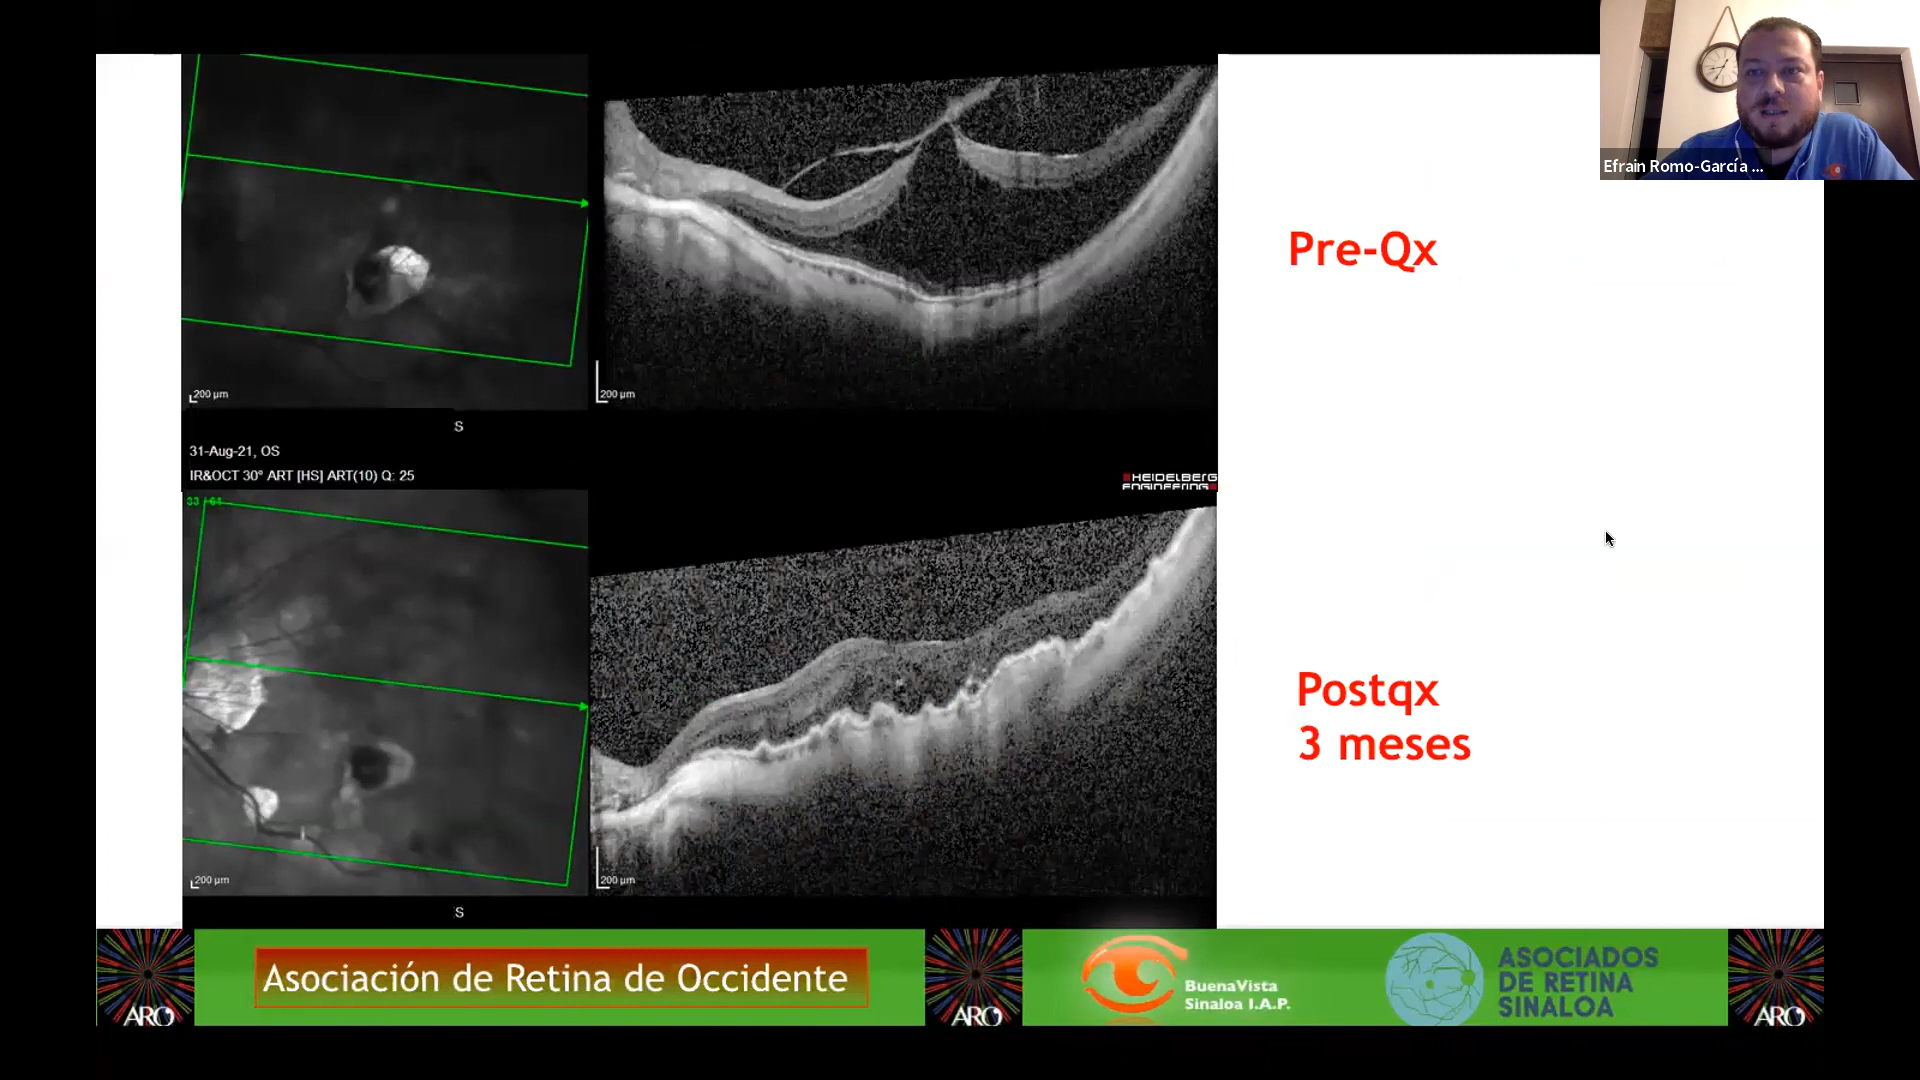 Efrain Romo-García ...
Pre-Qx
200 µm
200 µm
S
31-Aug-21, OS
IR&OCT 30° ART [HS] ART(10) Q: 25
HEIDELBERG
ENGINEERING
33 / 61
Postqx
3 meses
200 µm
200 µm
S
ARO
Asociación de Retina de Occidente
ARO
BuenaVista
Sinaloa I.A.P.
ASOCIADOS
DE RETINA
SINALOA
ARO